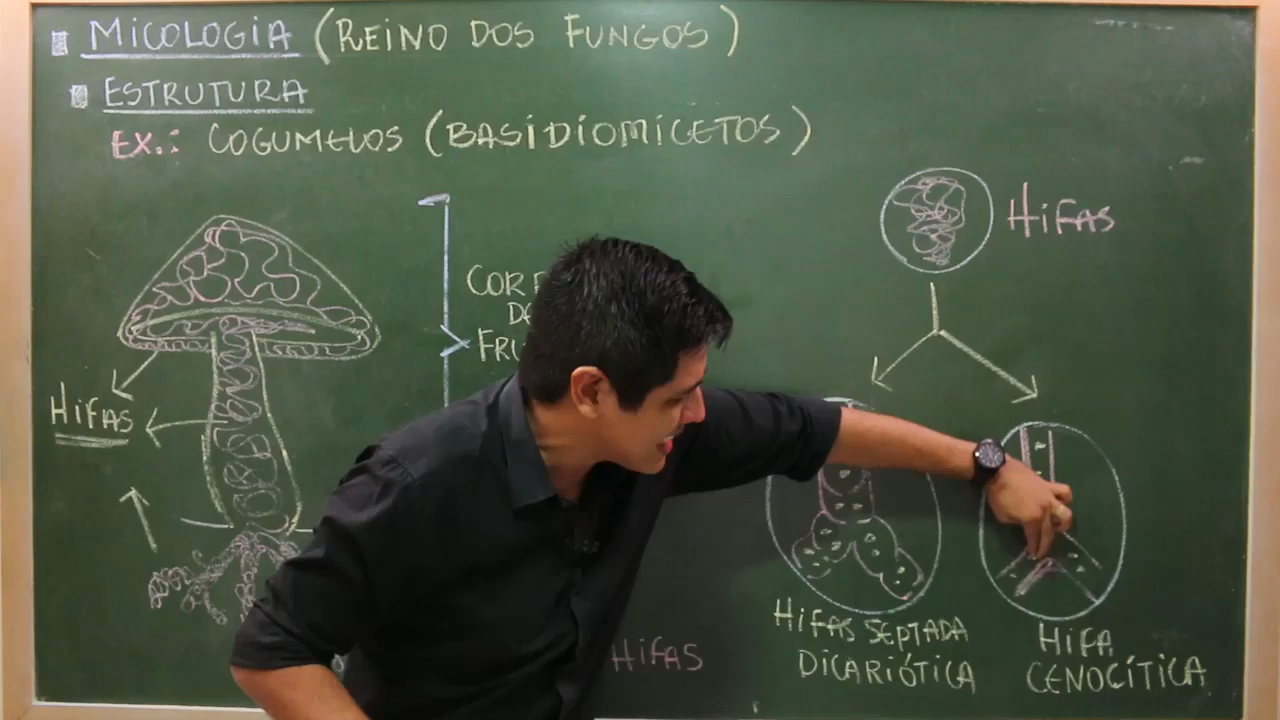 MICOLOGIA (REINO DOS FUNGOS)
ESTRUTURA
EX.: COGUMELOS (BASIDIOMICETOS)
HIFAS
HIFAS
HIFAS
HIFAS SEPTADA
DICARIÓTICA
HIFA
CENOCÍTICA